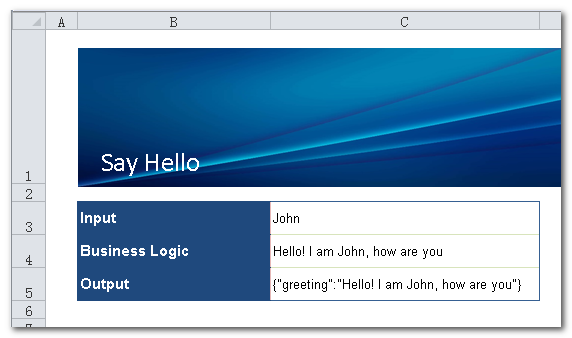 A B C
1 Say Hello
2
3 Input John
4 Business Logic Hello! I am John, how are you
5 Output {"greeting":"Hello! I am John, how are you"}
6
7